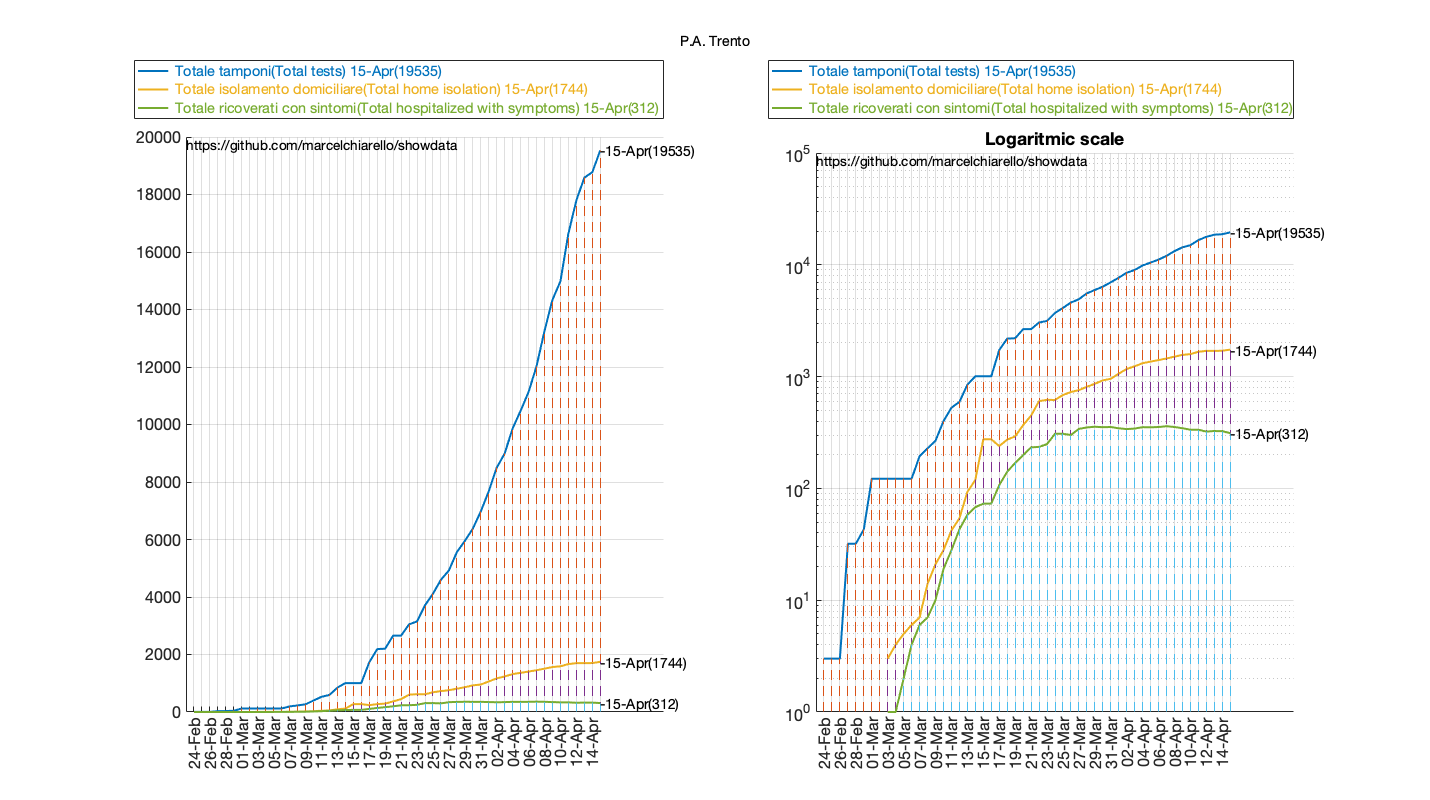 P.A. Trento
Totale tamponi(Total tests) 15-Apr(19535)
Totale isolamento domiciliare(Total home isolation) 15-Apr(1744)
Totale ricoverati con sintomi(Total hospitalized with symptoms) 15-Apr(312)
20000
https://github.com/marcelchiarello/showdata
-15-Apr(19535)
18000
16000
14000
12000
10000
8000
6000
4000
2000
-15-Apr(1744)
-15-Apr(312)
0
24-Feb
26-Feb
28-Feb
01-Mar
03-Mar
05-Mar
07-Mar
09-Mar
11-Mar
13-Mar
15-Mar
17-Mar
19-Mar
21-Mar
23-Mar
25-Mar
27-Mar
29-Mar
31-Mar
02-Apr
04-Apr
06-Apr
08-Apr
10-Apr
12-Apr
14-Apr
Totale tamponi(Total tests) 15-Apr(19535)
Totale isolamento domiciliare(Total home isolation) 15-Apr(1744)
Totale ricoverati con sintomi(Total hospitalized with symptoms) 15-Apr(312)
Logaritmic scale
10^5
https://github.com/marcelchiarello/showdata
-15-Apr(19535)
10^4
-15-Apr(1744)
10^3
-15-Apr(312)
10^2
10^1
10^0
24-Feb
26-Feb
28-Feb
01-Mar
03-Mar
05-Mar
07-Mar
09-Mar
11-Mar
13-Mar
15-Mar
17-Mar
19-Mar
21-Mar
23-Mar
25-Mar
27-Mar
29-Mar
31-Mar
02-Apr
04-Apr
06-Apr
08-Apr
10-Apr
12-Apr
14-Apr